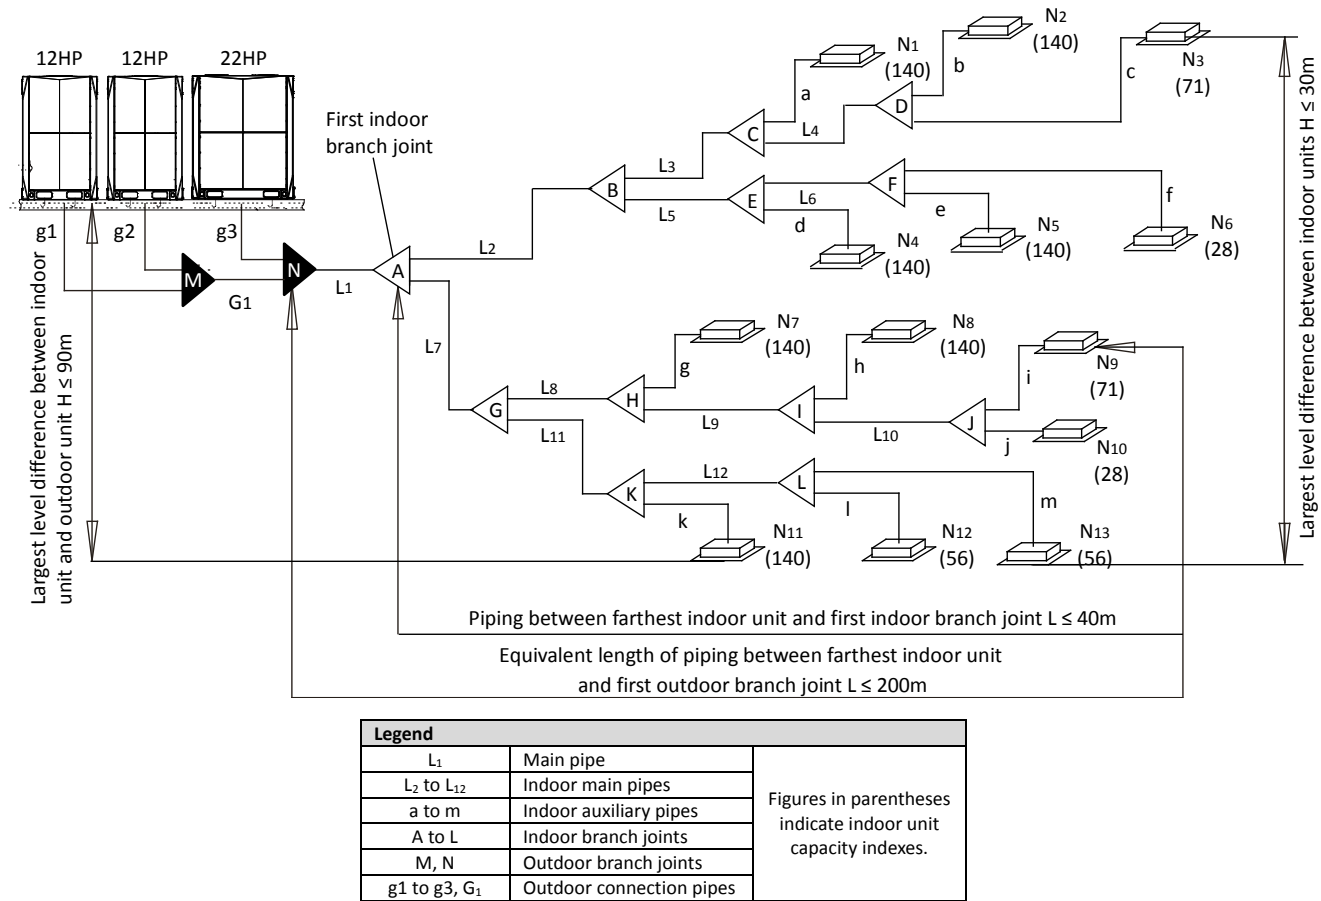 12HP 12HP 22HP
First indoor
branch joint
N1
(140)
N2
(140)
N3
(71)
a
b
c
C
D
L4
L3
B
L5
E
L6
F
d
e
f
N4
(140)
N5
(140)
N6
(28)
g1
g2
g3
M
G1
N
L1
A
L2
L7
N7
(140)
N8
(140)
N9
(71)
g
h
i
L8
H
G
L9
I
L10
J
j
N10
(28)
L11
K
L12
L
k
l
m
N11
(140)
N12
(56)
N13
(56)
Largest level difference between indoor
unit and outdoor unit H ≤ 90m
Largest level difference between indoor units H ≤ 30m
Piping between farthest indoor unit and first indoor branch joint L ≤ 40m
Equivalent length of piping between farthest indoor unit
and first outdoor branch joint L ≤ 200m
Legend
L1 Main pipe
L2 to L12 Indoor main pipes
a to m Indoor auxiliary pipes
A to L Indoor branch joints
M, N Outdoor branch joints
g1 to g3, G1 Outdoor connection pipes
Figures in parentheses
indicate indoor unit
capacity indexes.